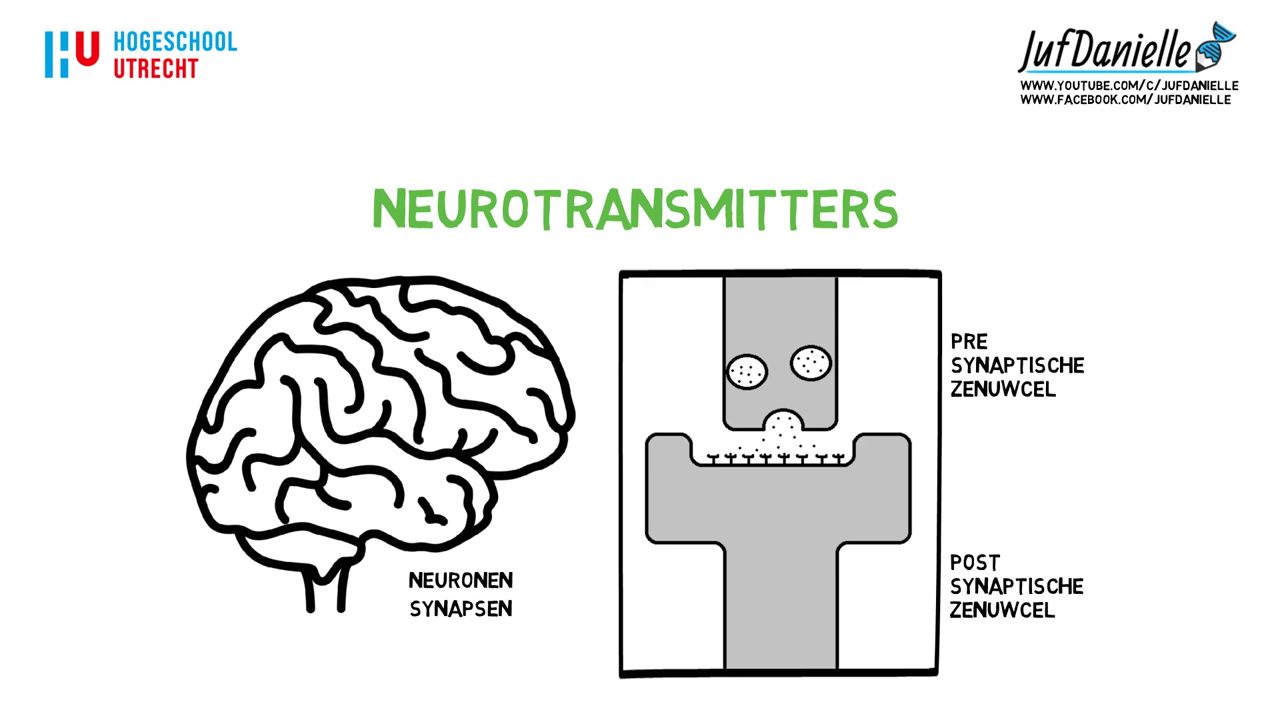 HOGESCHOOL
UTRECHT
JufDanielle
WWW.YOUTUBE.COM/C/JUFDANIELLE
WWW.FACEBOOK.COM/JUFDANIELLE
NEUROTRANSMITTERS
PRE
SYNAPTISCHE
ZENUWCEL
POST
SYNAPTISCHE
ZENUWCEL
NEURONEN
SYNAPSEN